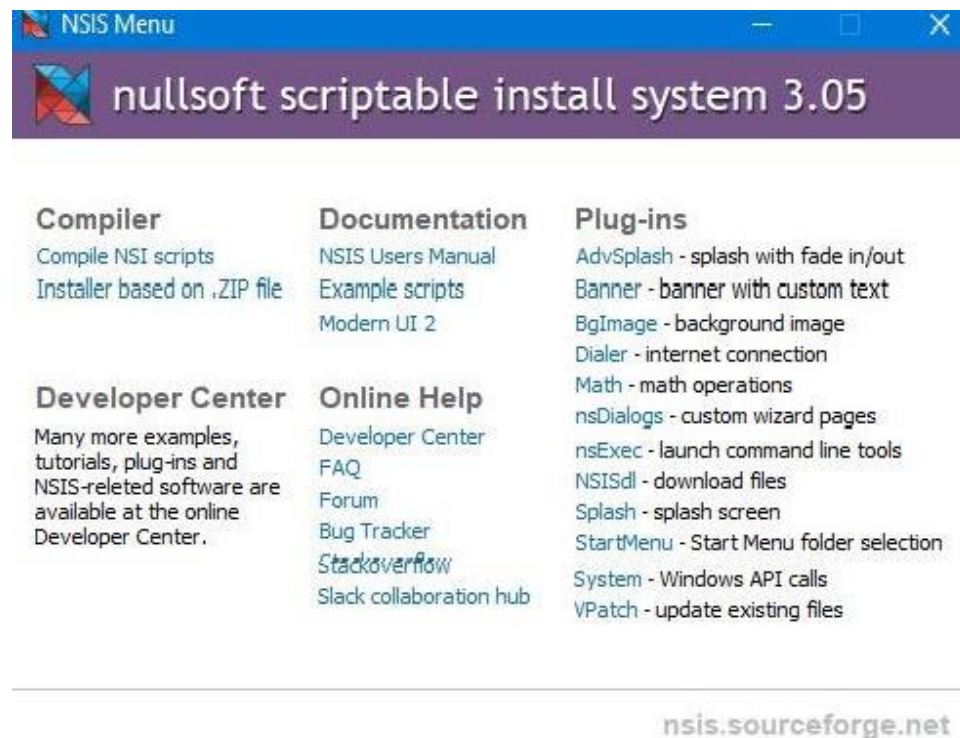 NSIS Menu
nullsoft scriptable install system 3.05
Compiler
Compile NSI scripts
Installer based on .ZIP file
Documentation
NSIS Users Manual
Example scripts
Modern UI 2
Plug-ins
AdvSplash - splash with fade in/out
Banner - banner with custom text
BgImage - background image
Dialer - internet connection
Math - math operations
nsDialogs - custom wizard pages
nsExec - launch command line tools
NSISdl - download files
Splash - splash screen
StartMenu - Start Menu folder selection
System - Windows API calls
VPatch - update existing files
Developer Center
Many more examples,
tutorials, plug-ins and
NSIS-releted software are
available at the online
Developer Center.
Online Help
Developer Center
FAQ
Forum
Bug Tracker
Stackoverflow
Slack collaboration hub
nsis.sourceforge.net